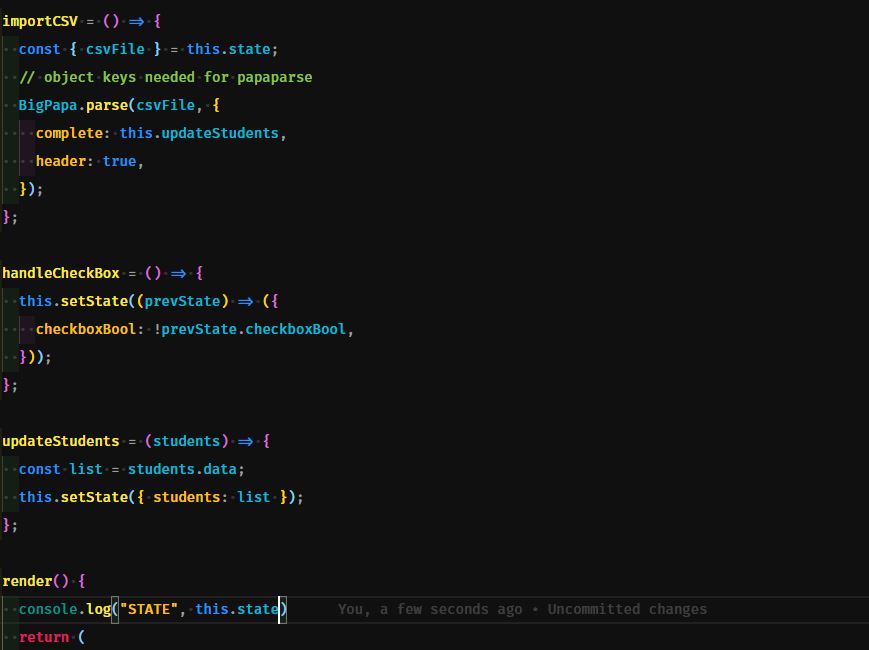 importCSV = () => {
const { csvFile } = this.state;
// object keys needed for papaparse
BigPapa.parse(csvFile, {
complete: this.updateStudents,
header: true,
});
};
handleCheckBox = () => {
this.setState((prevState) => ({
checkboxBool: !prevState.checkboxBool,
}));
};
updateStudents = (students) => {
const list = students.data;
this.setState({ students: list });
};
render() {
console.log("STATE", this.state) You, a few seconds ago • Uncommitted changes
return (